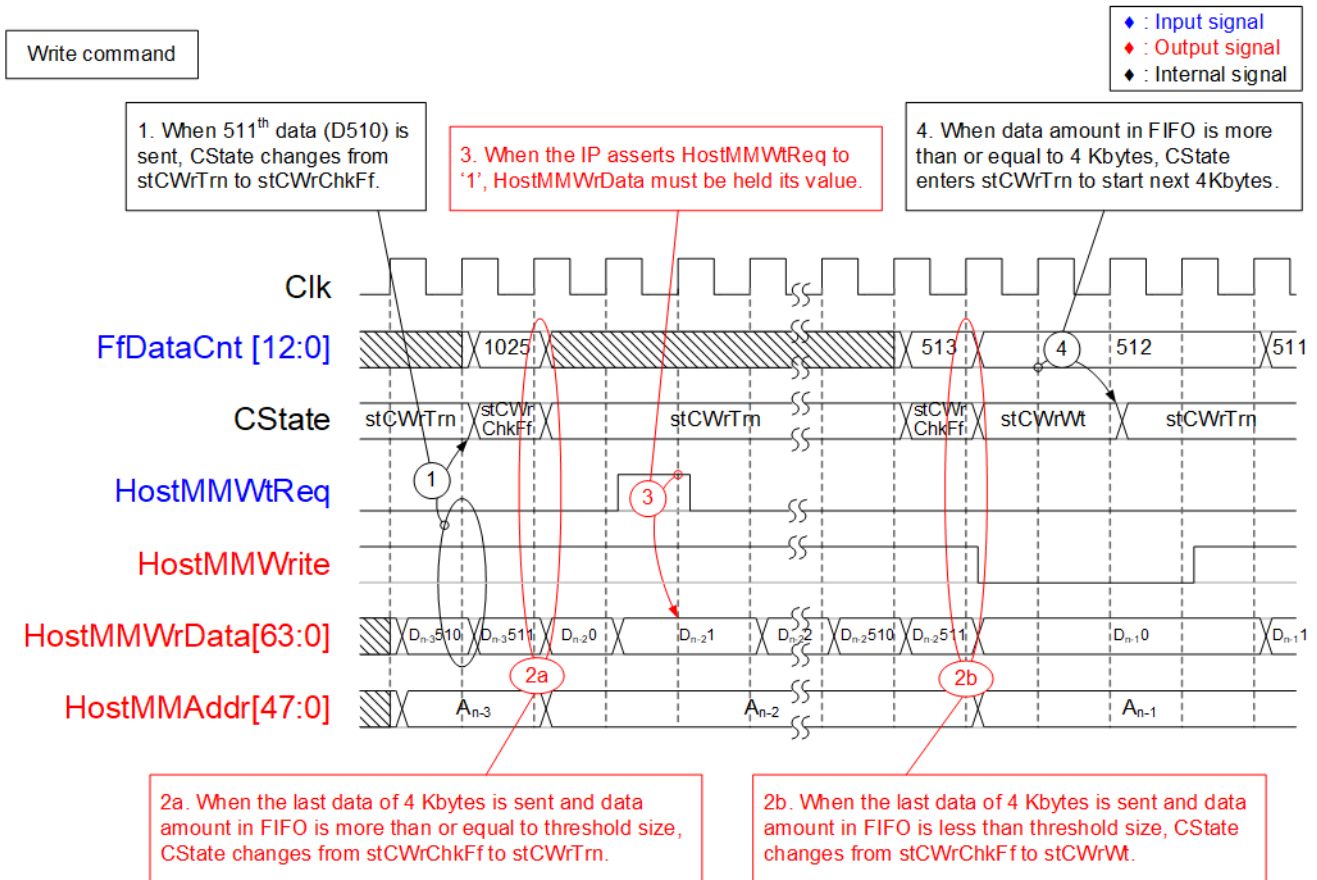 ♦ : Input signal
♦ : Output signal
♦ : Internal signal
Write command
1. When 511th data (D510) is
sent, CState changes from
stCWrTrn to stCWrChkFf.
3. When the IP asserts HostMMWtReq to
‘1’, HostMMWrData must be held its value.
4. When data amount in FIFO is more
than or equal to 4 Kbytes, CState
enters stCWrTrn to start next 4Kbytes.
Clk
FfDataCnt [12:0] 1025 513 4 512 511
CState stCWrTrn stCWr stCWrTrn stCWr stCWrWt stCWrTrn
ChkFf ChkFf
1
HostMMWtReq 3
HostMMWrite
HostMMWrData[63:0] Dn-3510 Dn-3511 Dn-20 Dn-21 Dn-22 Dn-2510 Dn-2511 Dn-10 Dn-11
2a 2b
HostMMAddr[47:0] An-3 An-2 An-1
2a. When the last data of 4 Kbytes is sent and data
amount in FIFO is more than or equal to threshold size,
CState changes from stCWrChkFf to stCWrTrn.
2b. When the last data of 4 Kbytes is sent and data
amount in FIFO is less than threshold size, CState
changes from stCWrChkFf to stCWrWt.